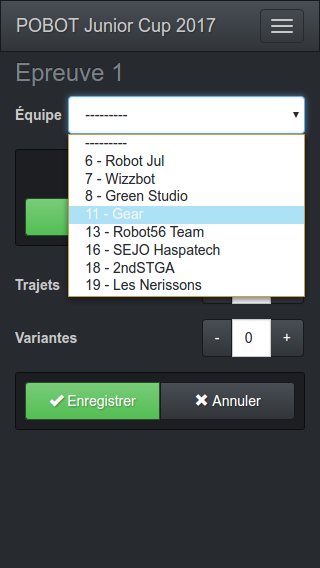 POBOT Junior Cup 2017
Epreuve 1
Équipe
---------
---------
6 - Robot Jul
7 - Wizzbot
8 - Green Studio
11 - Gear
13 - Robot56 Team
16 - SEJO Haspatech
18 - 2ndSTGA
19 - Les Nerissons
Trajets
Variantes - 0 +
Enregistrer Annuler